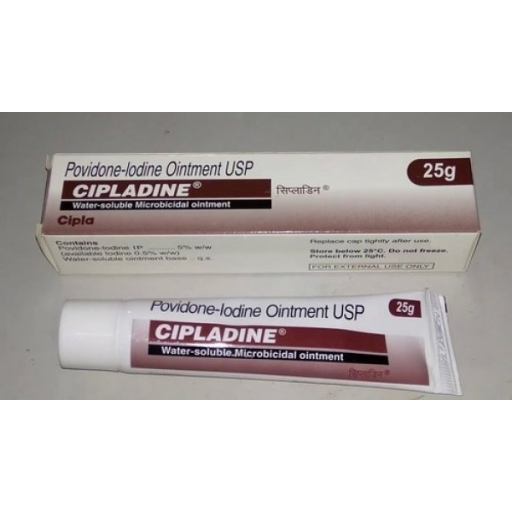 Povidone-Iodine Ointment USP
CIPLADINE®
सिप्लाडिन®
25g
Water-soluble Microbicidal ointment
Cipla
Contains
Povidone-Iodine IP ........ 5% w/w
(available Iodine 0.5% w/w)
Water-soluble ointment base .. q.s.
Replace cap tightly after use.
Store below 25°C. Do not freeze.
Protect from light.
FOR EXTERNAL USE ONLY
Povidone-Iodine Ointment USP
25g
CIPLADINE®
Water-soluble Microbicidal ointment
सिप्लाडिन®